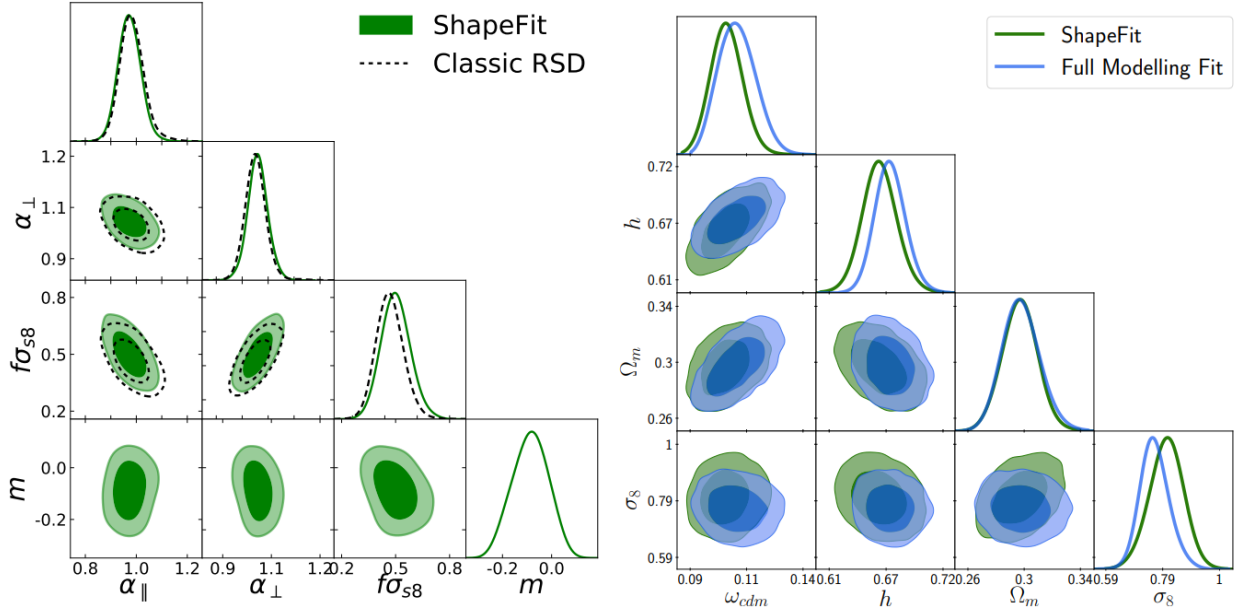 ShapeFit
Classic RSD
1.2
α⊥
1.0
0.9
0.8
fσs8
0.5
0.2
m
0.0
-0.2
0.8
1.0
1.2
α∥
0.9
1.0
1.2
α⊥
0.2
0.5
0.8
fσs8
-0.2
0.0
m
ShapeFit
Full Modelling Fit
0.72
h
0.67
0.61
0.34
Ωm
0.3
0.26
1
σ8
0.79
0.59
0.09
0.11
0.14
ωcdm
0.61
0.67
0.72
h
0.26
0.3
0.34
Ωm
0.59
0.79
1
σ8